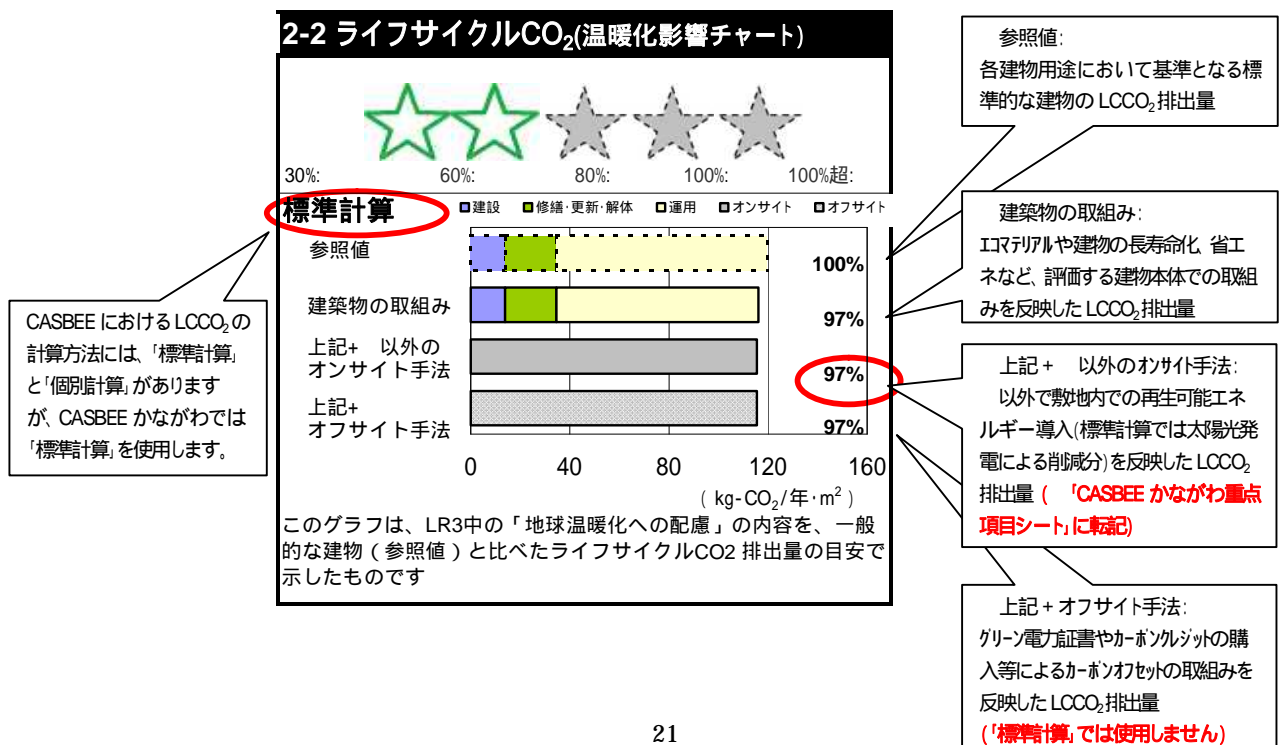 2-2 ライフサイクルCO₂(温暖化影響チャート)
30%: 60%: 80%: 100%: 100%超:
標準計算
建設 修繕･更新･解体 運用 オンサイト オフサイト
参照値 100%
建築物の取組み 97%
上記+ 以外の
オンサイト手法 97%
上記+
オフサイト手法 97%
0 40 80 120 160
( kg-CO₂/年･m² )
このグラフは、LR3中の「地球温暖化への配慮」の内容を、一般
的な建物(参照値)と比べたライフサイクルCO2 排出量の目安で
示したものです
CASBEE における LCCO₂の
計算方法には、「標準計算」
と「個別計算」があります
が、CASBEE かながわでは
「標準計算」を使用します。
参照値:
各建物用途において基準となる標
準的な建物の LCCO₂排出量
建築物の取組み:
ｴｺﾏﾃﾘｱﾙや建物の長寿命化、省エ
ネなど、評価する建物本体での取組
みを反映した LCCO₂排出量
上記 + 以外のｵﾝｻｲﾄ手法:
以外で敷地内での再生可能エネ
ルギー導入(標準計算では太陽光発
電による削減分)を反映した LCCO₂
排出量 ( 「CASBEE かながわ重点
項目シート」に転記)
上記 + オフサイト手法:
ｸﾞﾘｰﾝ電力証書やｶｰﾎﾞﾝｸﾚｼﾞｯﾄの購
入等によるｶｰﾎﾞﾝｵﾌｾｯﾄの取組みを
反映した LCCO₂排出量
(「標準計算」では使用しません)
21